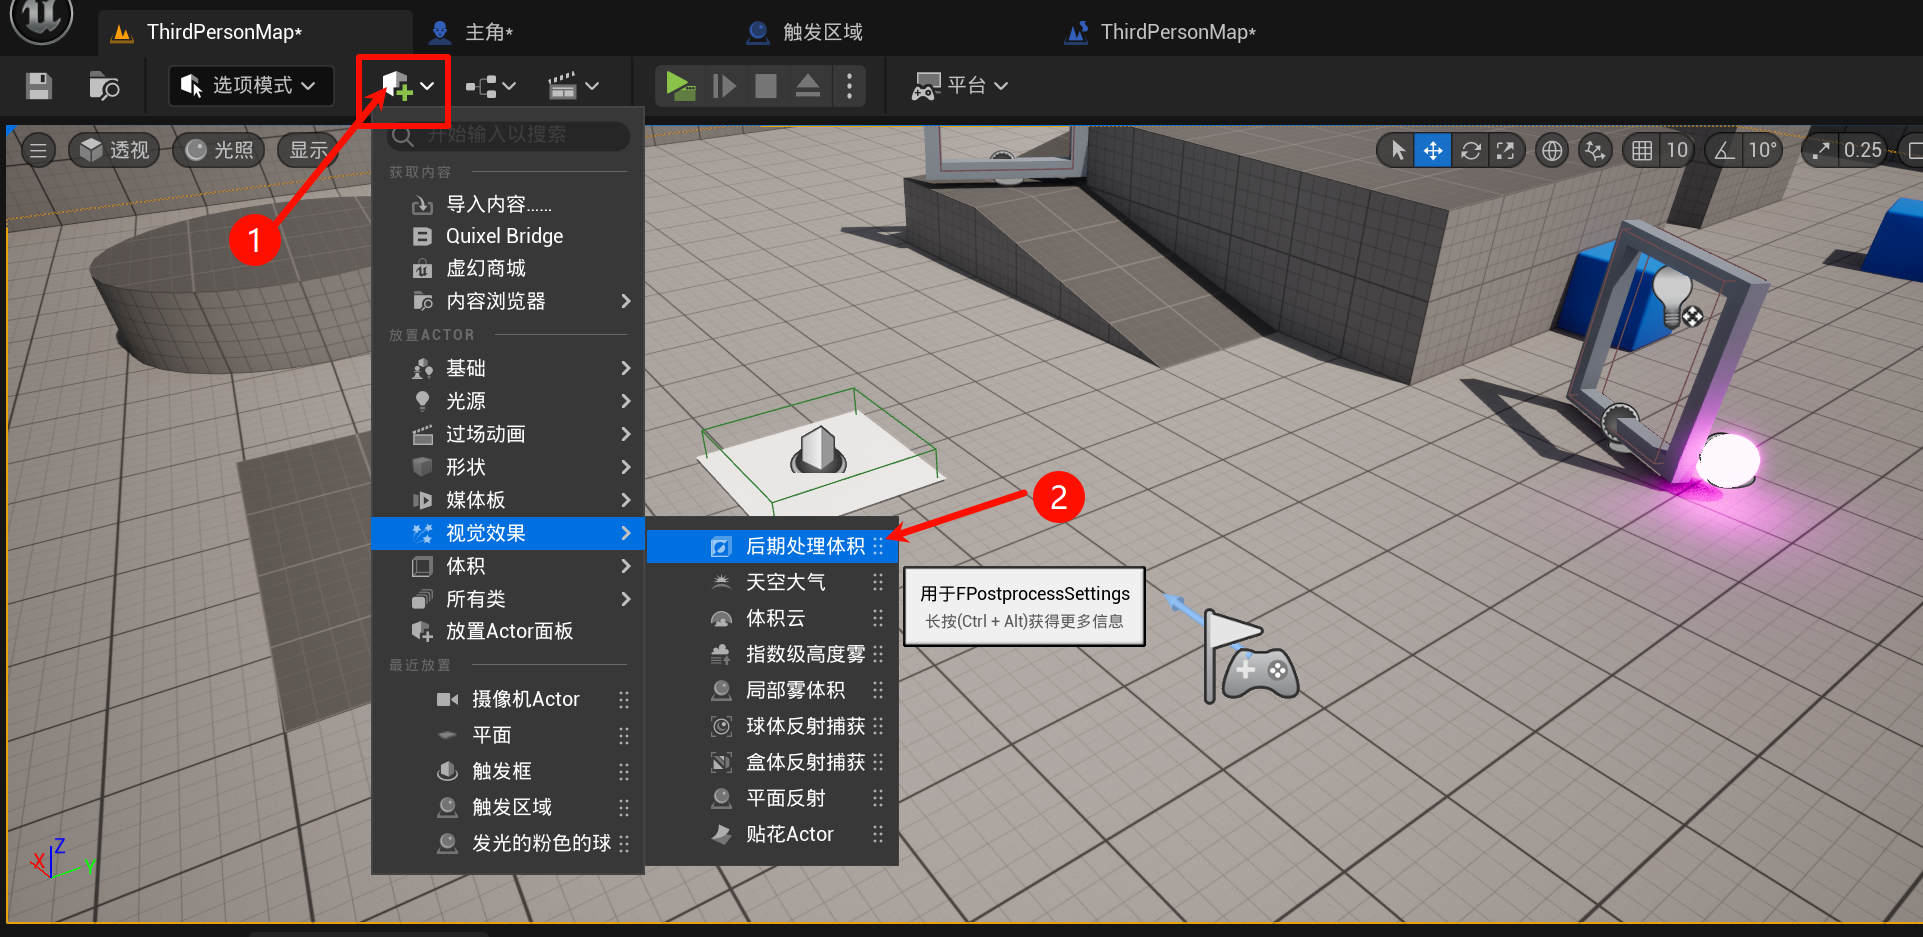 ThirdPersonMap*
主角*
触发区域
ThirdPersonMap*
选项模式
平台
开始输入以搜索
透视
光照
显示
10
10°
0.25
获取内容
导入内容......
Quixel Bridge
虚幻商城
内容浏览器
放置ACTOR
基础
光源
过场动画
形状
媒体板
视觉效果
体积
所有类
放置Actor面板
最近放置
摄像机Actor
平面
触发框
触发区域
发光的粉色的球
后期处理体积
天空大气
体积云
指数级高度雾
局部雾体积
球体反射捕获
盒体反射捕获
平面反射
贴花Actor
用于FPostprocessSettings
长按(Ctrl + Alt)获得更多信息
1
2
X
Z
Y